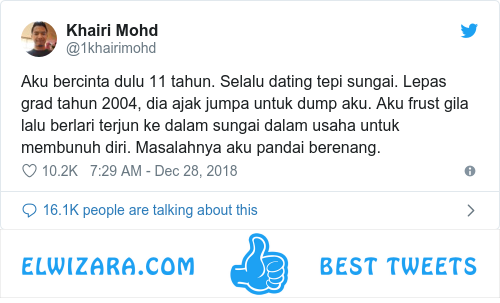 Khairi Mohd
@1khairimohd
Aku bercinta dulu 11 tahun. Selalu dating tepi sungai. Lepas
grad tahun 2004, dia ajak jumpa untuk dump aku. Aku frust gila
lalu berlari terjun ke dalam sungai dalam usaha untuk
membunuh diri. Masalahnya aku pandai berenang.
10.2K 7:29 AM - Dec 28, 2018
16.1K people are talking about this
ELWIZARA.COM BEST TWEETS